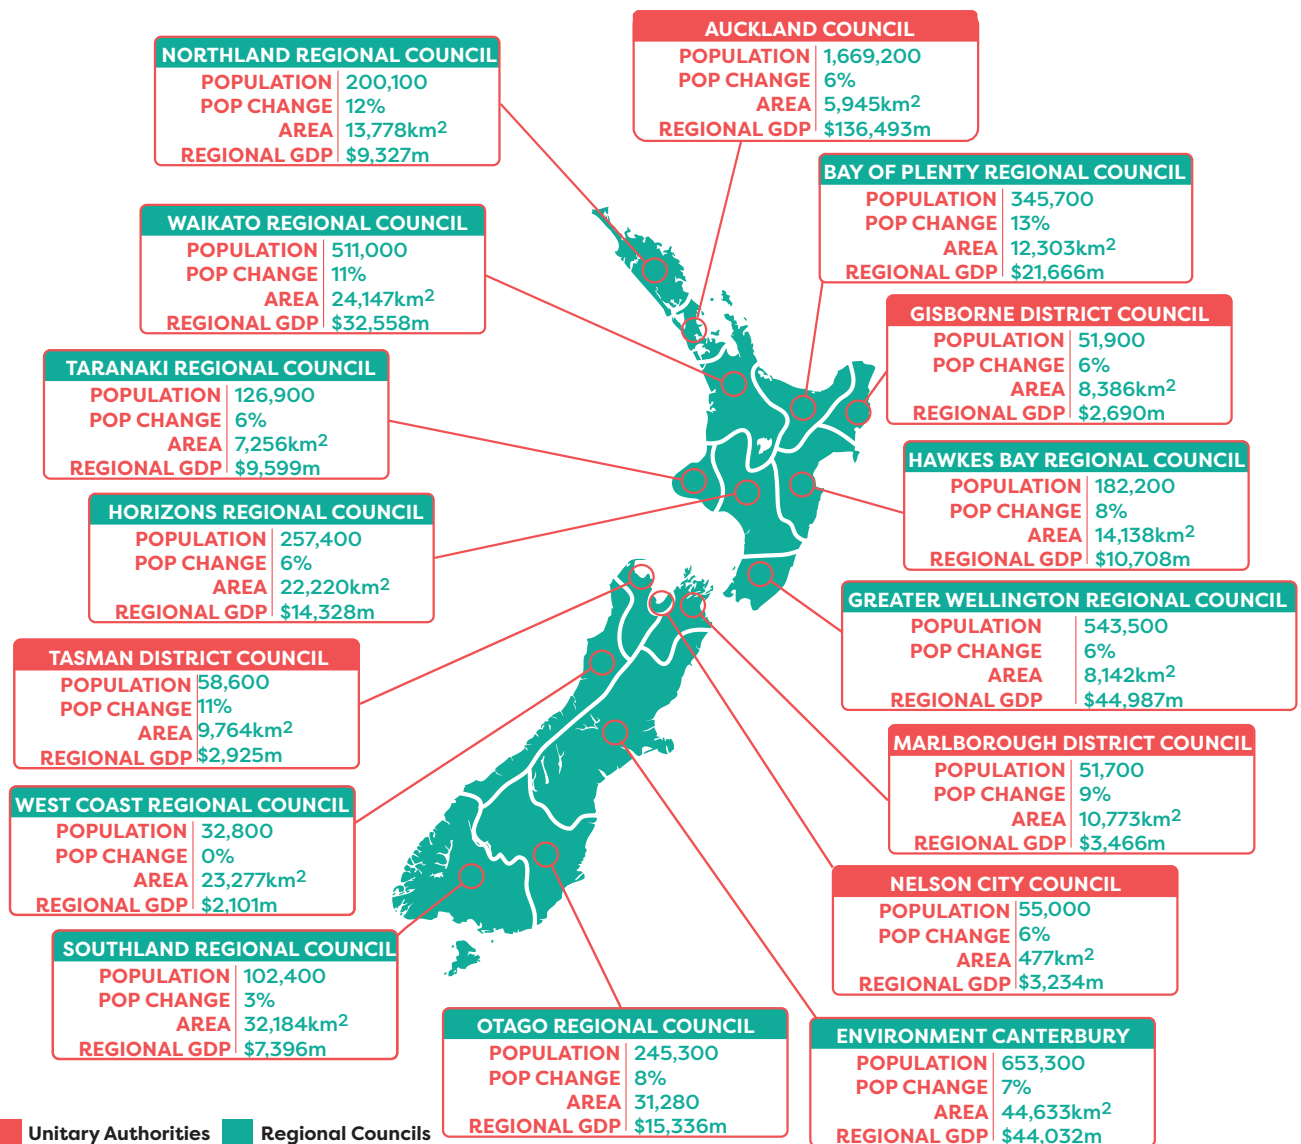 AUCKLAND COUNCIL
POPULATION 1,669,200
POP CHANGE 6%
AREA 5,945km2
REGIONAL GDP $136,493m
NORTHLAND REGIONAL COUNCIL
POPULATION 200,100
POP CHANGE 12%
AREA 13,778km2
REGIONAL GDP $9,327m
BAY OF PLENTY REGIONAL COUNCIL
POPULATION 345,700
POP CHANGE 13%
AREA 12,303km2
REGIONAL GDP $21,666m
WAIKATO REGIONAL COUNCIL
POPULATION 511,000
POP CHANGE 11%
AREA 24,147km2
REGIONAL GDP $32,558m
GISBORNE DISTRICT COUNCIL
POPULATION 51,900
POP CHANGE 6%
AREA 8,386km2
REGIONAL GDP $2,690m
TARANAKI REGIONAL COUNCIL
POPULATION 126,900
POP CHANGE 6%
AREA 7,256km2
REGIONAL GDP $9,599m
HAWKES BAY REGIONAL COUNCIL
POPULATION 182,200
POP CHANGE 8%
AREA 14,138km2
REGIONAL GDP $10,708m
HORIZONS REGIONAL COUNCIL
POPULATION 257,400
POP CHANGE 6%
AREA 22,220km2
REGIONAL GDP $14,328m
GREATER WELLINGTON REGIONAL COUNCIL
POPULATION 543,500
POP CHANGE 6%
AREA 8,142km2
REGIONAL GDP $44,987m
TASMAN DISTRICT COUNCIL
POPULATION 58,600
POP CHANGE 11%
AREA 9,764km2
REGIONAL GDP $2,925m
MARLBOROUGH DISTRICT COUNCIL
POPULATION 51,700
POP CHANGE 9%
AREA 10,773km2
REGIONAL GDP $3,466m
WEST COAST REGIONAL COUNCIL
POPULATION 32,800
POP CHANGE 0%
AREA 23,277km2
REGIONAL GDP $2,101m
NELSON CITY COUNCIL
POPULATION 55,000
POP CHANGE 6%
AREA 477km2
REGIONAL GDP $3,234m
SOUTHLAND REGIONAL COUNCIL
POPULATION 102,400
POP CHANGE 3%
AREA 32,184km2
REGIONAL GDP $7,396m
OTAGO REGIONAL COUNCIL
POPULATION 245,300
POP CHANGE 8%
AREA 31,280
REGIONAL GDP $15,336m
ENVIRONMENT CANTERBURY
POPULATION 653,300
POP CHANGE 7%
AREA 44,633km2
REGIONAL GDP $44,032m
Unitary Authorities
Regional Councils